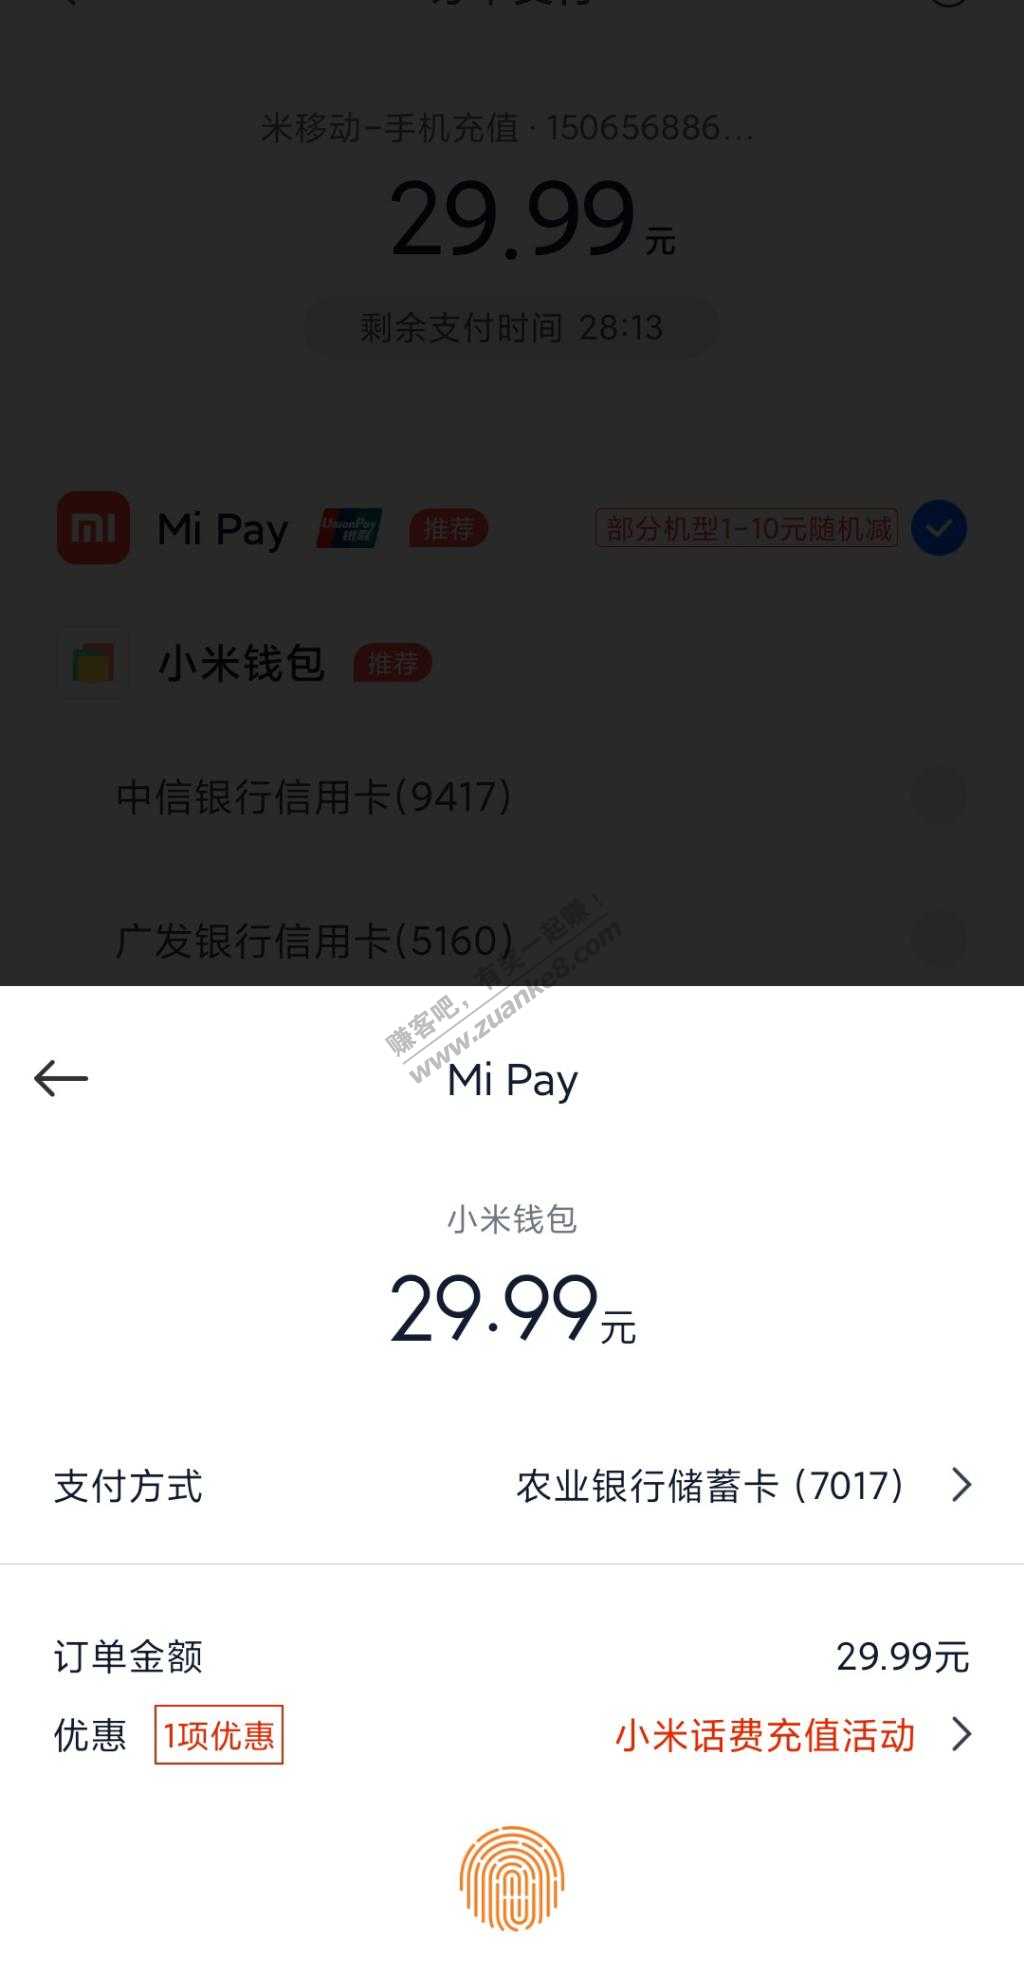 米移动-手机充值 · 150656886...
29.99元
剩余支付时间 28:13
mi Mi Pay UnionPay 银联 推荐 部分机型1-10元随机减
小米钱包 推荐
中信银行信用卡(9417)
广发银行信用卡(5160)
赚客吧，有奖一起赚！
www.zuanke8.com
Mi Pay
小米钱包
29.99元
支付方式 农业银行储蓄卡 (7017)
订单金额 29.99元
优惠 1项优惠 小米话费充值活动